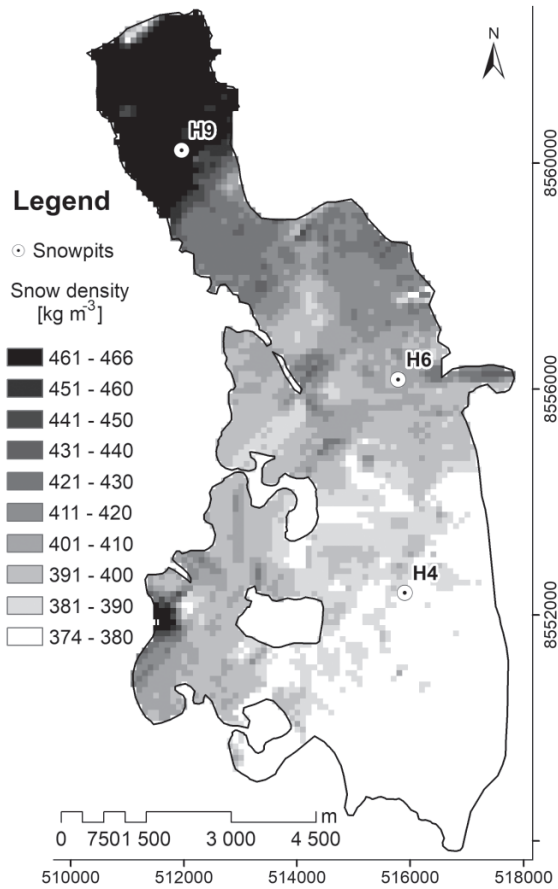 N
H9
8560000
Legend
Snowpits
Snow density
[kg m-3]
461 - 466
451 - 460
441 - 450
431 - 440
421 - 430
411 - 420
401 - 410
391 - 400
381 - 390
374 - 380
H6
8556000
H4
8552000
m
0 750 1 500 3 000 4 500
510000 512000 514000 516000 518000